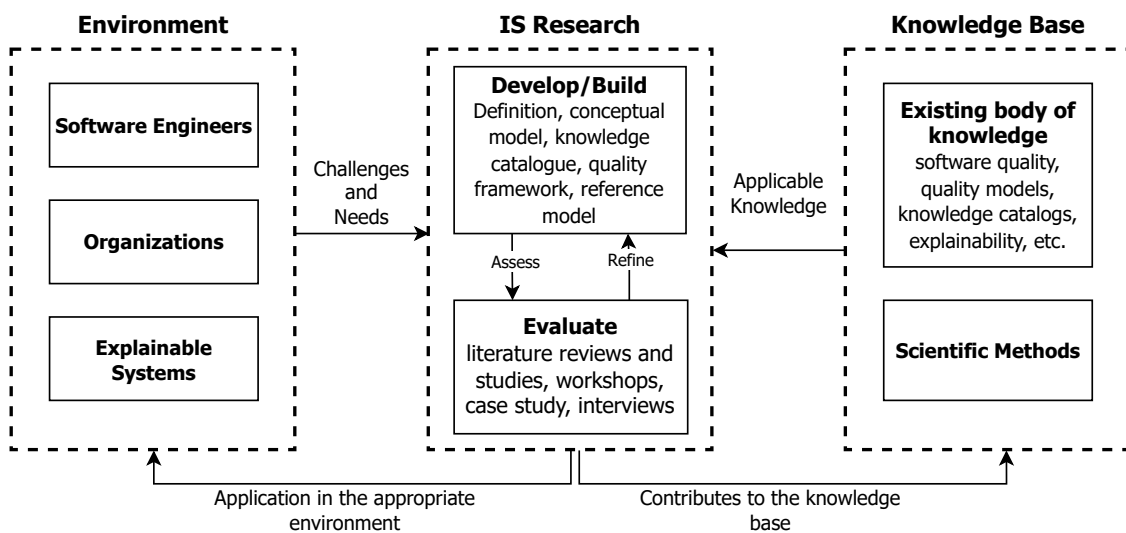 Environment
Software Engineers
Organizations
Explainable
Systems
Challenges
and
Needs
IS Research
Develop/Build
Definition, conceptual
model, knowledge
catalogue, quality
framework, reference
model
Assess
Refine
Evaluate
literature reviews and
studies, workshops,
case study, interviews
Applicable
Knowledge
Knowledge Base
Existing body of
knowledge
software quality,
quality models,
knowledge catalogs,
explainability, etc.
Scientific Methods
Application in the appropriate
environment
Contributes to the knowledge
base